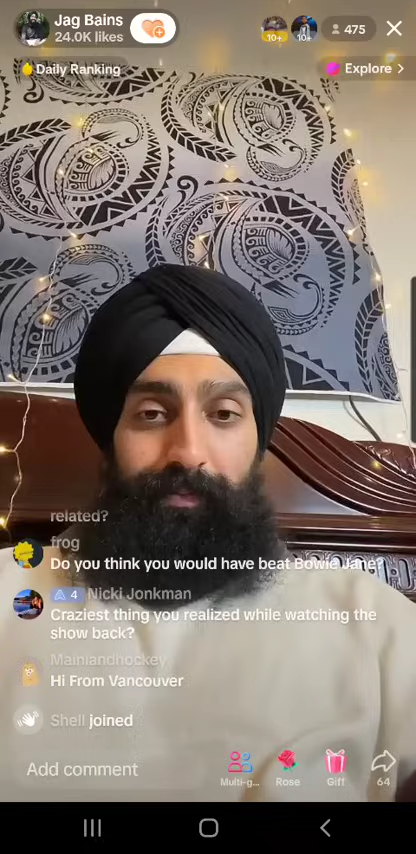 Jag Bains
24.0K likes
10+
10+
475
Daily Ranking
Explore >
related?
frog
Do you think you would have beat Bowie Jane?
4 Nicki Jonkman
Craziest thing you realized while watching the
show back?
Mainlandhockey
Hi From Vancouver
Shell joined
Add comment
Multi-g...
Rose
Gift
64